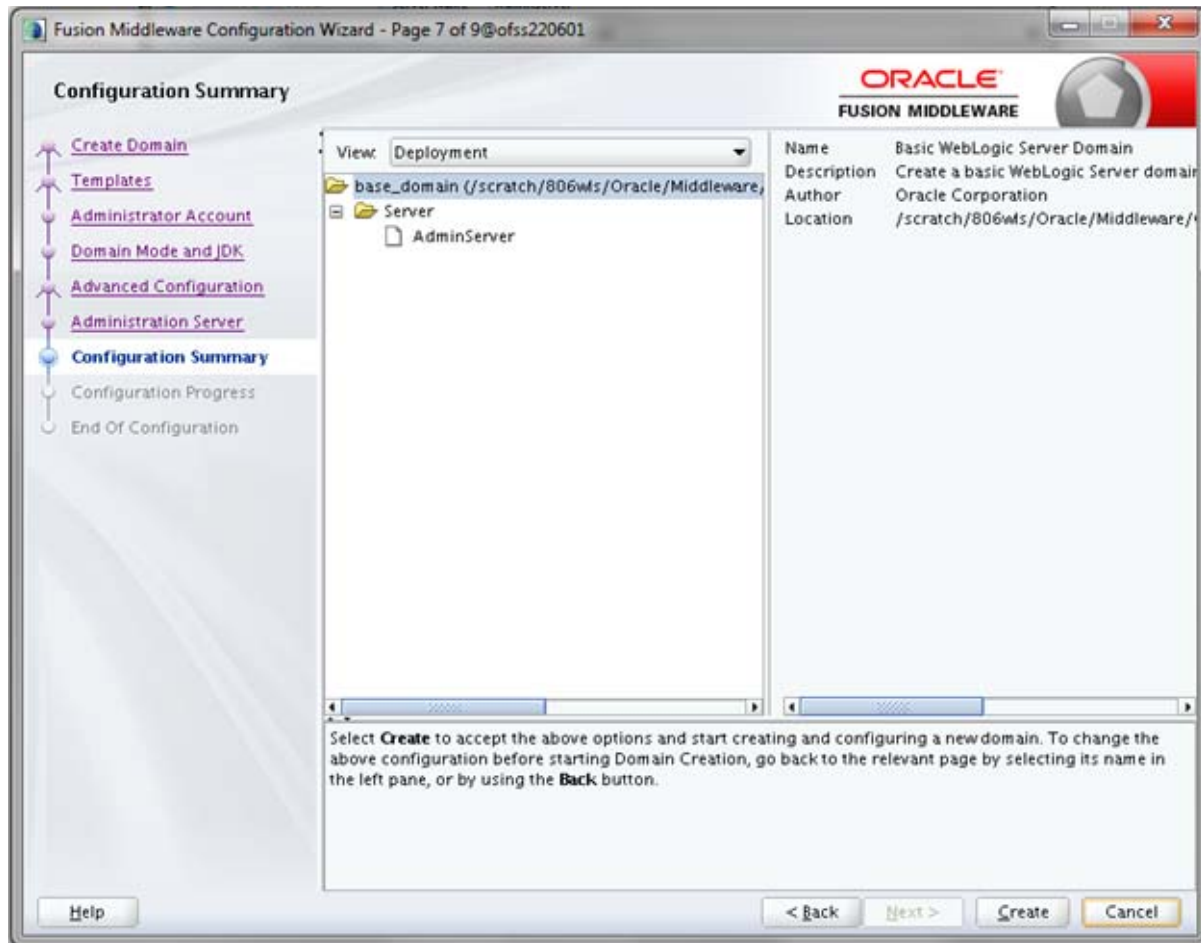 Fusion Middleware Configuration Wizard - Page 7 of 9@ofss220601
Configuration Summary
ORACLE
FUSION MIDDLEWARE
Create Domain
Templates
Administrator Account
Domain Mode and JDK
Advanced Configuration
Administration Server
Configuration Summary
Configuration Progress
End Of Configuration
View: Deployment
base_domain (/scratch/806wls/Oracle/Middleware,
Server
AdminServer
Name Basic WebLogic Server Domain
Description Create a basic WebLogic Server domain
Author Oracle Corporation
Location /scratch/806wls/Oracle/Middleware/
Select Create to accept the above options and start creating and configuring a new domain. To change the
above configuration before starting Domain Creation, go back to the relevant page by selecting its name in
the left pane, or by using the Back button.
Help
< Back
Next >
Create
Cancel